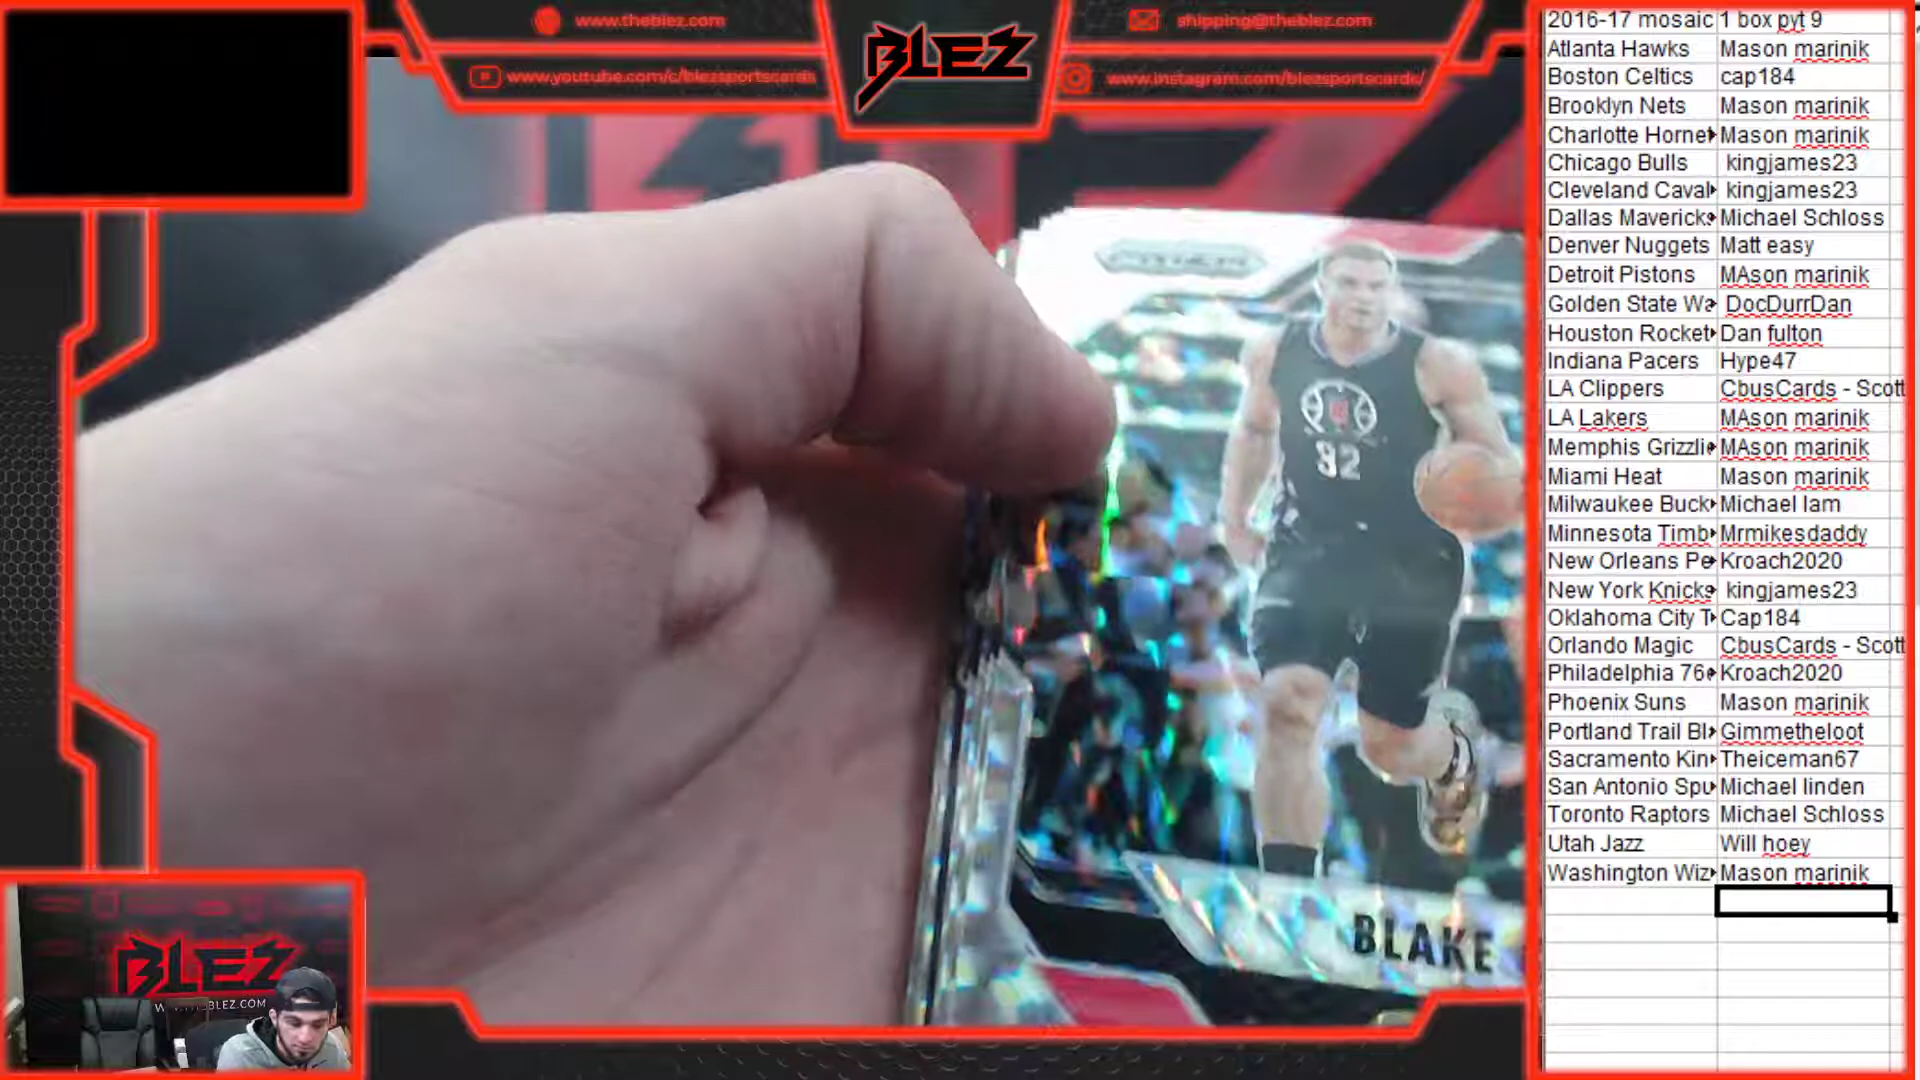 www.theblez.com
shipping@theblez.com
BLEZ
www.youtube.com/c/blezsportscards
www.instagram.com/blezsportscards/
PRIZM
32
BLAKE
BLEZ
2016-17 mosaic 1 box pyt 9
Atlanta Hawks Mason marinik
Boston Celtics cap184
Brooklyn Nets Mason marinik
Charlotte Hornet Mason marinik
Chicago Bulls kingjames23
Cleveland Caval kingjames23
Dallas Mavericks Michael Schloss
Denver Nuggets Matt easy
Detroit Pistons MAson marinik
Golden State Wa DocDurrDan
Houston Rocket Dan fulton
Indiana Pacers Hype47
LA Clippers CbusCards - Scott
LA Lakers MAson marinik
Memphis Grizzli MAson marinik
Miami Heat Mason marinik
Milwaukee Buck Michael lam
Minnesota Timb Mrmikesdaddy
New Orleans Pe Kroach2020
New York Knicks kingjames23
Oklahoma City T Cap184
Orlando Magic CbusCards - Scott
Philadelphia 76 Kroach2020
Phoenix Suns Mason marinik
Portland Trail Bl Gimmetheloot
Sacramento Kin Theiceman67
San Antonio Spu Michael linden
Toronto Raptors Michael Schloss
Utah Jazz Will hoey
Washington Wiz Mason marinik